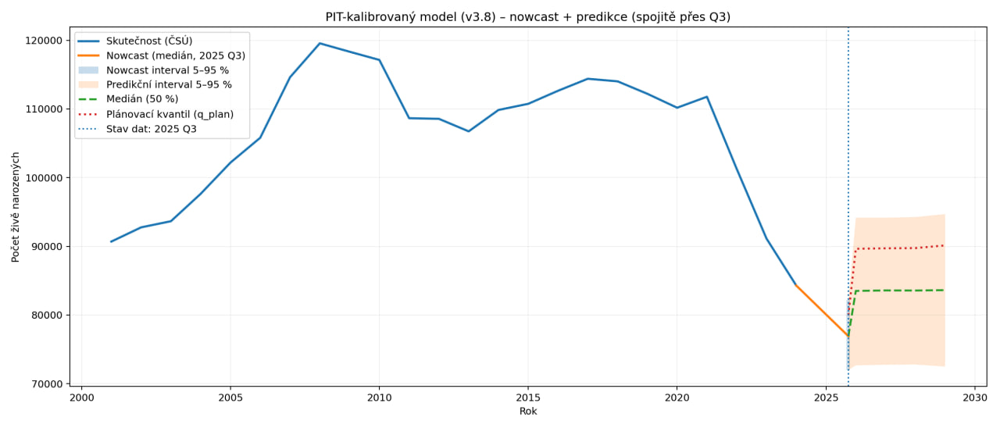 PIT-kalibrovaný model (v3.8) – nowcast + predikce (spojitě přes Q3)
Skutečnost (ČSÚ)
Nowcast (medián, 2025 Q3)
Nowcast interval 5–95 %
Predikční interval 5–95 %
Medián (50 %)
Plánovací kvantil (q_plan)
Stav dat: 2025 Q3
Počet živě narozených
120000
110000
100000
90000
80000
70000
2000
2005
2010
2015
2020
2025
2030
Rok